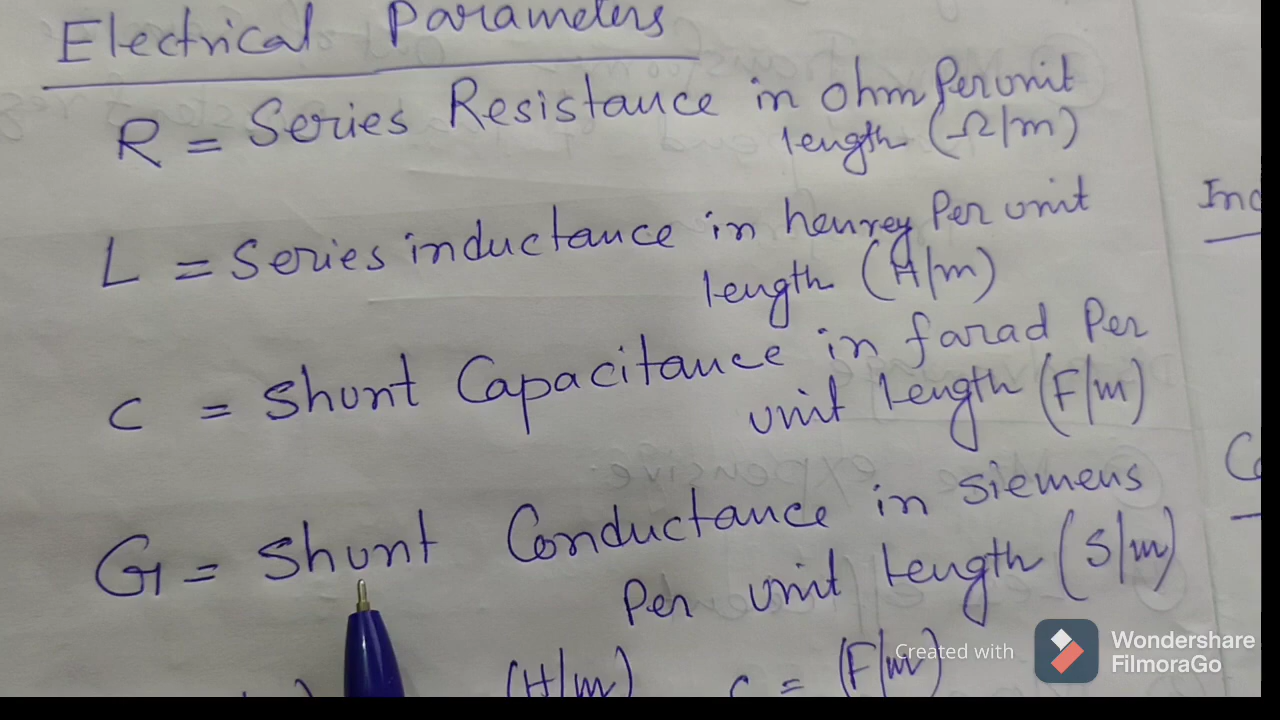 Electrical Parameters
R = Series Resistance in ohm Per unit
length (Ω/m)
L = Series inductance in henrey Per unit
length (H/m)
C = Shunt Capacitance in farad Per
unit length (F/m)
G = Shunt Conductance in siemens
Per unit length (S/m)
(H/m) C = (F/m)
Created with
Wondershare
FilmoraGo